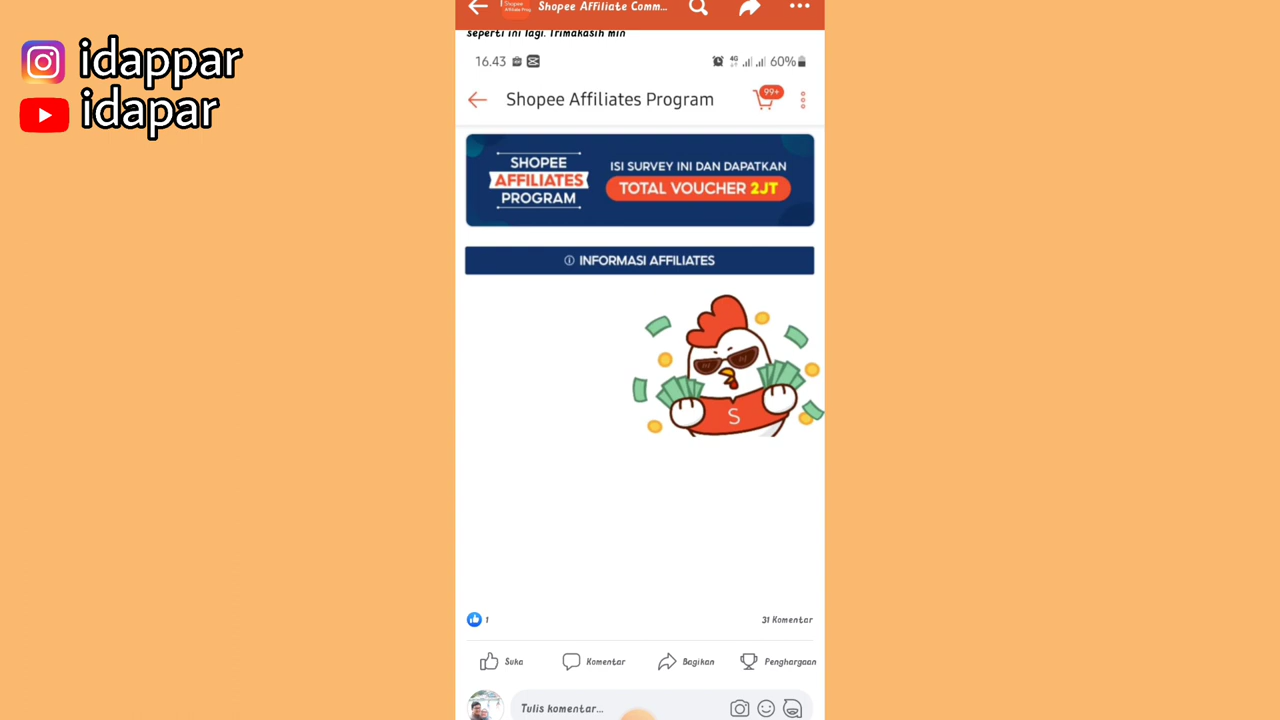 idappar
idapar
Shopee Affiliate Comm...
seperti ini lagi. Trimakasih min
16.43
4G
60%
Shopee Affiliates Program
99+
SHOPEE
AFFILIATES
PROGRAM
ISI SURVEY INI DAN DAPATKAN
TOTAL VOUCHER 2JT
INFORMASI AFFILIATES
S
1
31 Komentar
Suka
Komentar
Bagikan
Penghargaan
Tulis komentar...